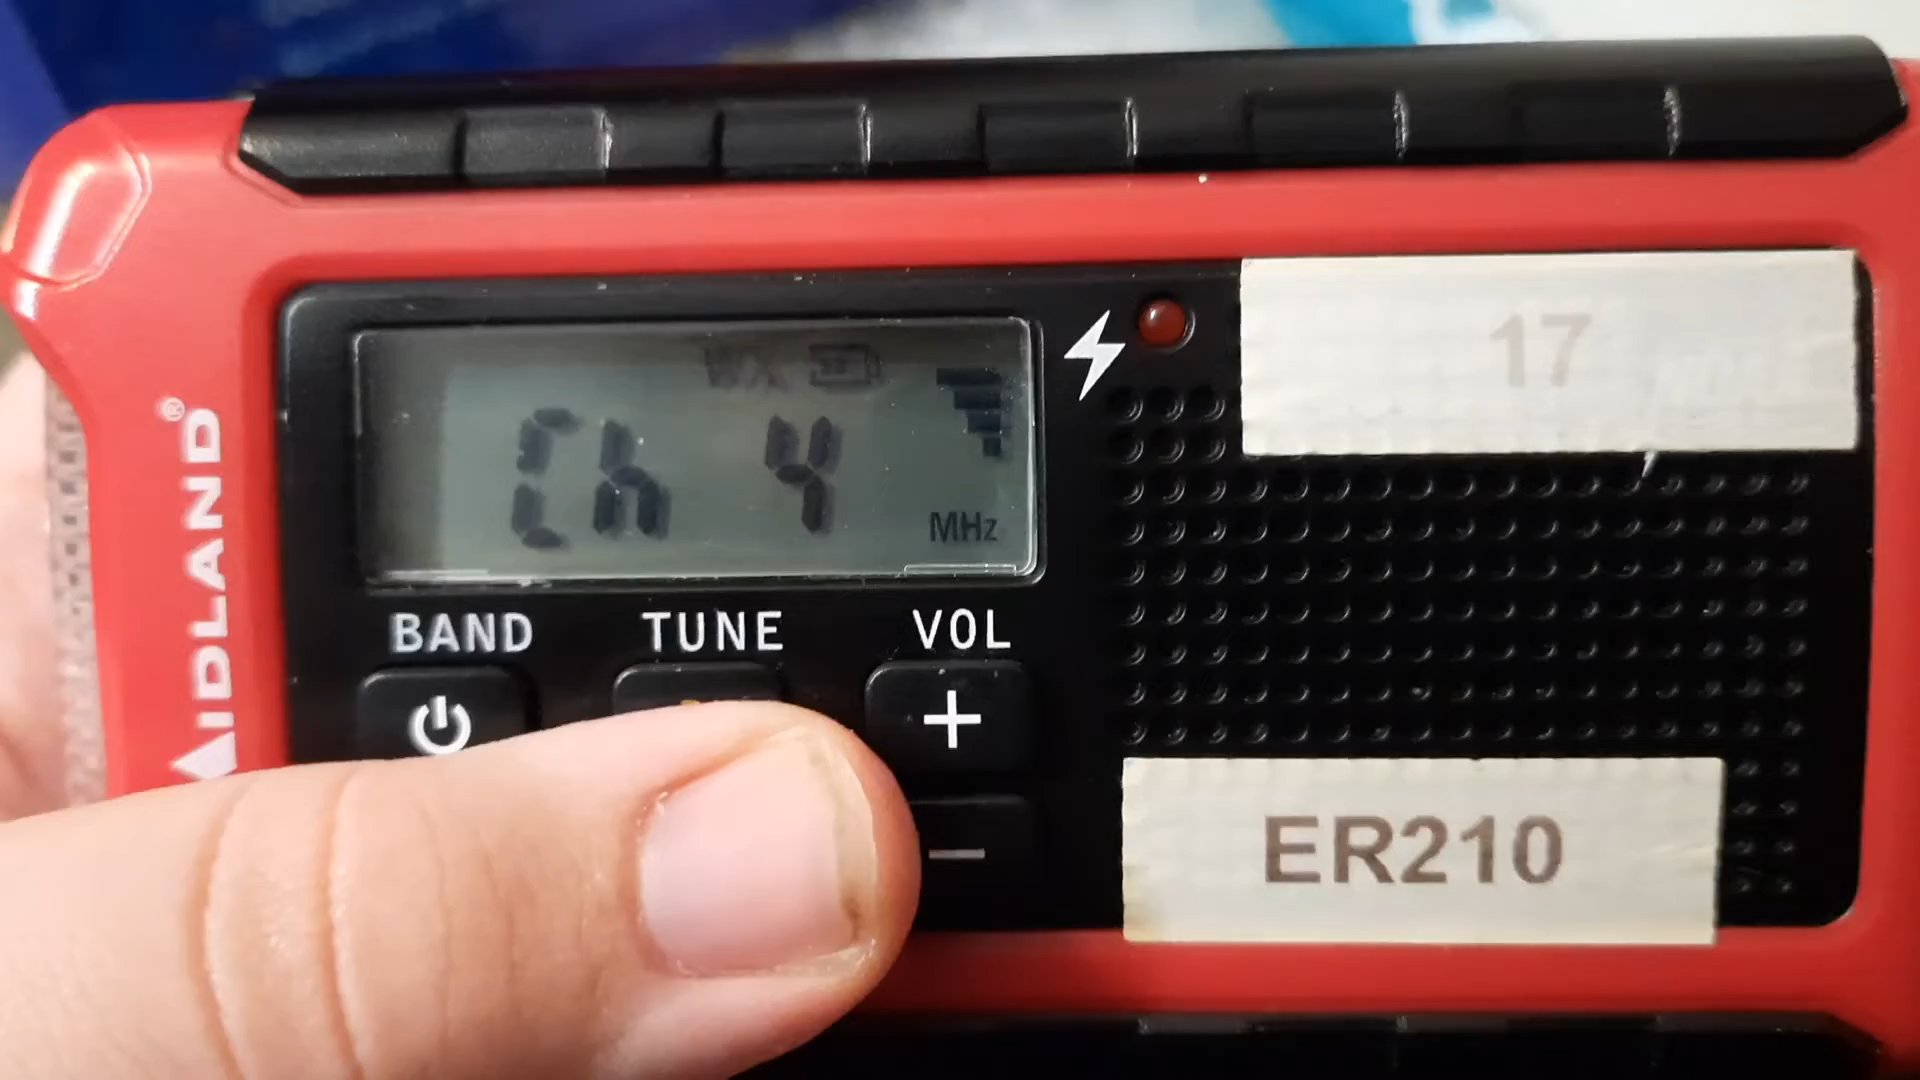 17
WX
Ch 4
MHz
MIDLAND®
BAND TUNE VOL
+
−
ER210